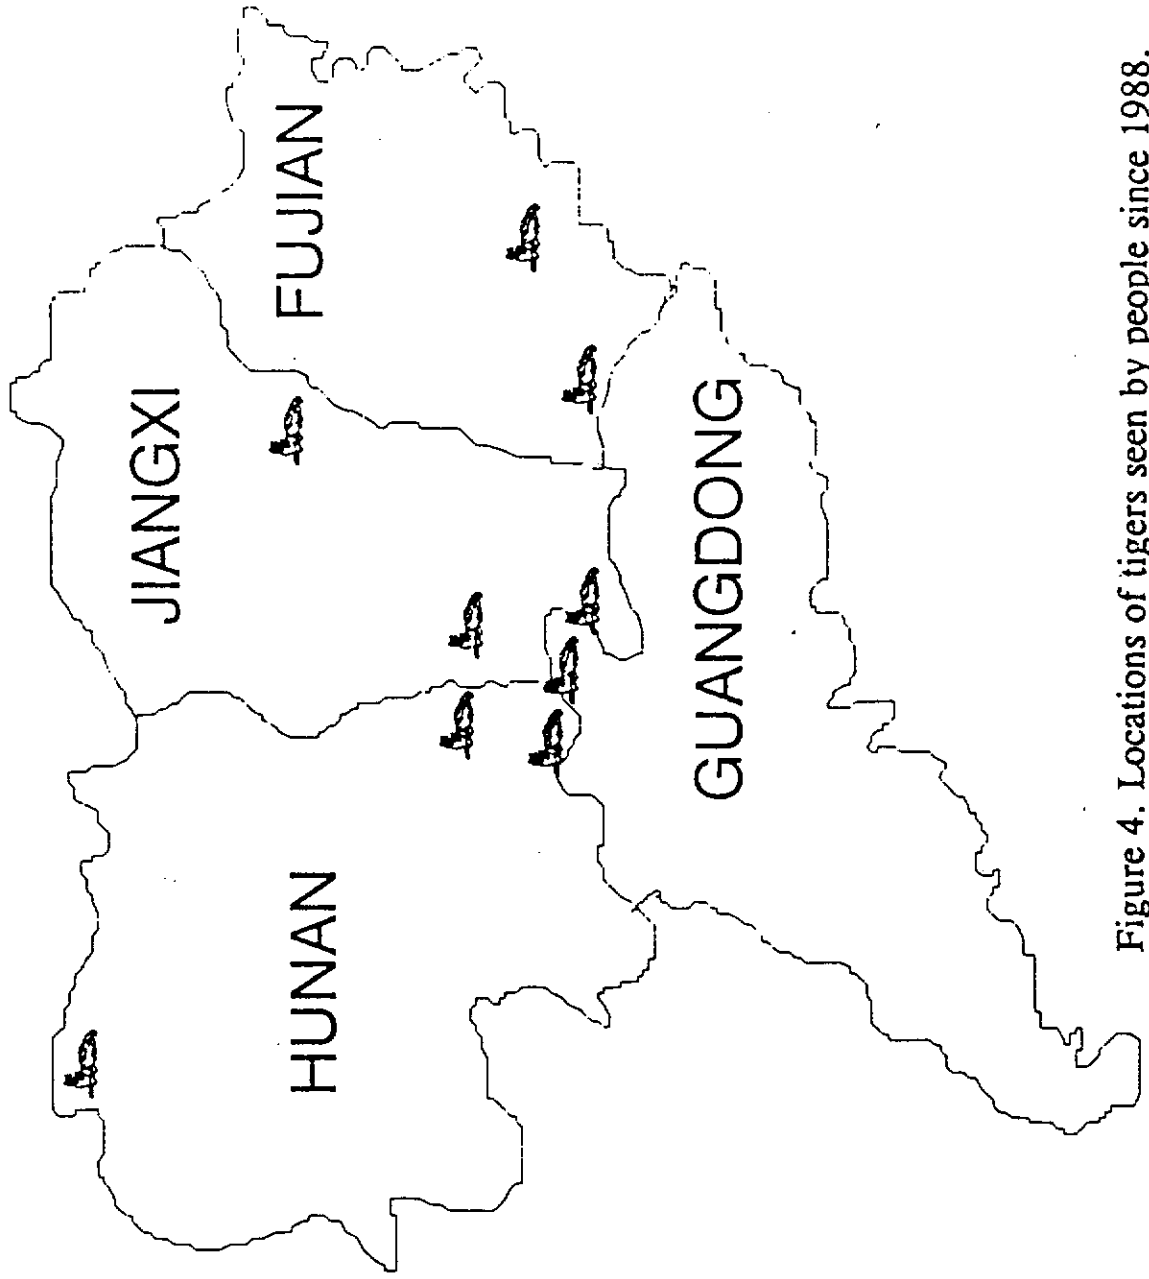 JIANGXI
FUJIAN
HUNAN
GUANGDONG
Figure 4. Locations of tigers seen by people since 1988.